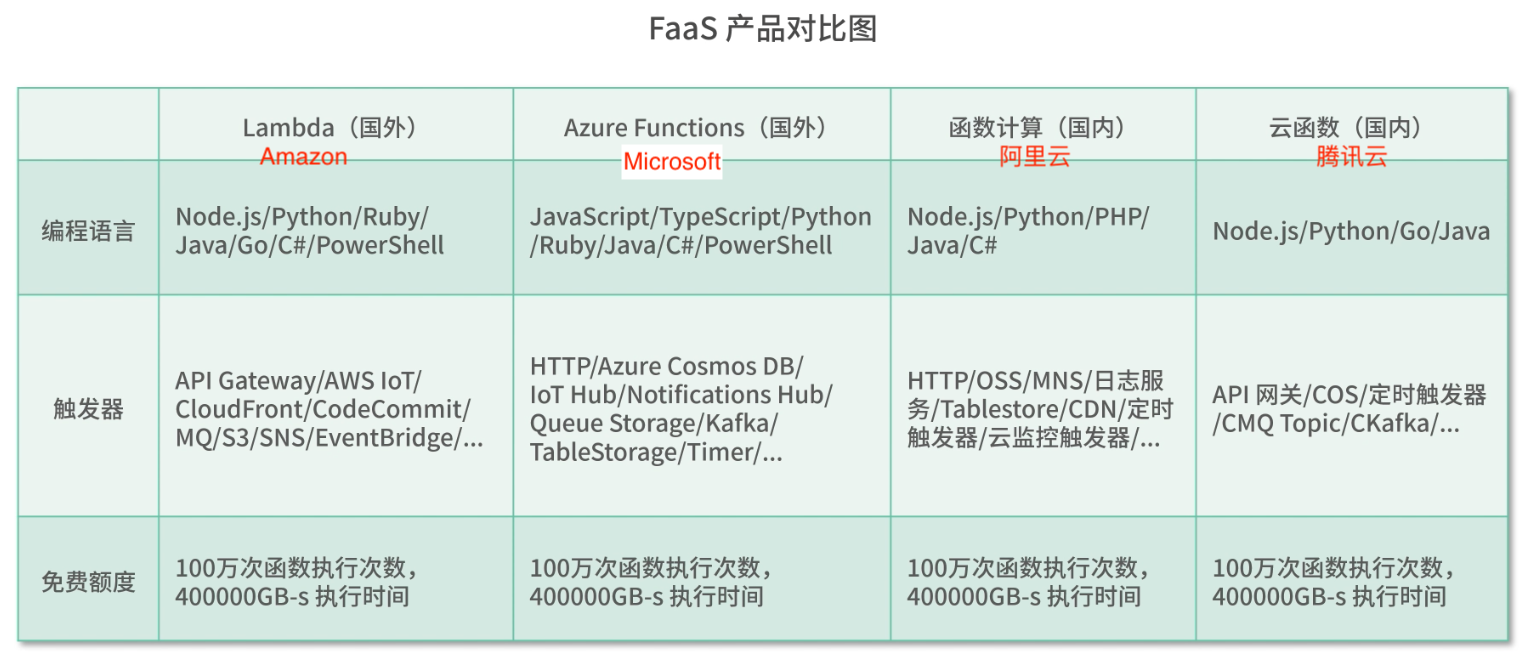 FaaS 产品对比图
Lambda（国外）
Amazon
Azure Functions（国外）
Microsoft
函数计算（国内）
阿里云
云函数（国内）
腾讯云
编程语言
Node.js/Python/Ruby/
Java/Go/C#/PowerShell
JavaScript/TypeScript/Python
/Ruby/Java/C#/PowerShell
Node.js/Python/PHP/
Java/C#
Node.js/Python/Go/Java
触发器
API Gateway/AWS IoT/
CloudFront/CodeCommit/
MQ/S3/SNS/EventBridge/...
HTTP/Azure Cosmos DB/
IoT Hub/Notifications Hub/
Queue Storage/Kafka/
TableStorage/Timer/...
HTTP/OSS/MNS/日志服
务/Tablestore/CDN/定时
触发器/云监控触发器/...
API 网关/COS/定时触发器
/CMQ Topic/CKafka/...
免费额度
100万次函数执行次数，
400000GB-s 执行时间
100万次函数执行次数，
400000GB-s 执行时间
100万次函数执行次数，
400000GB-s 执行时间
100万次函数执行次数，
400000GB-s 执行时间